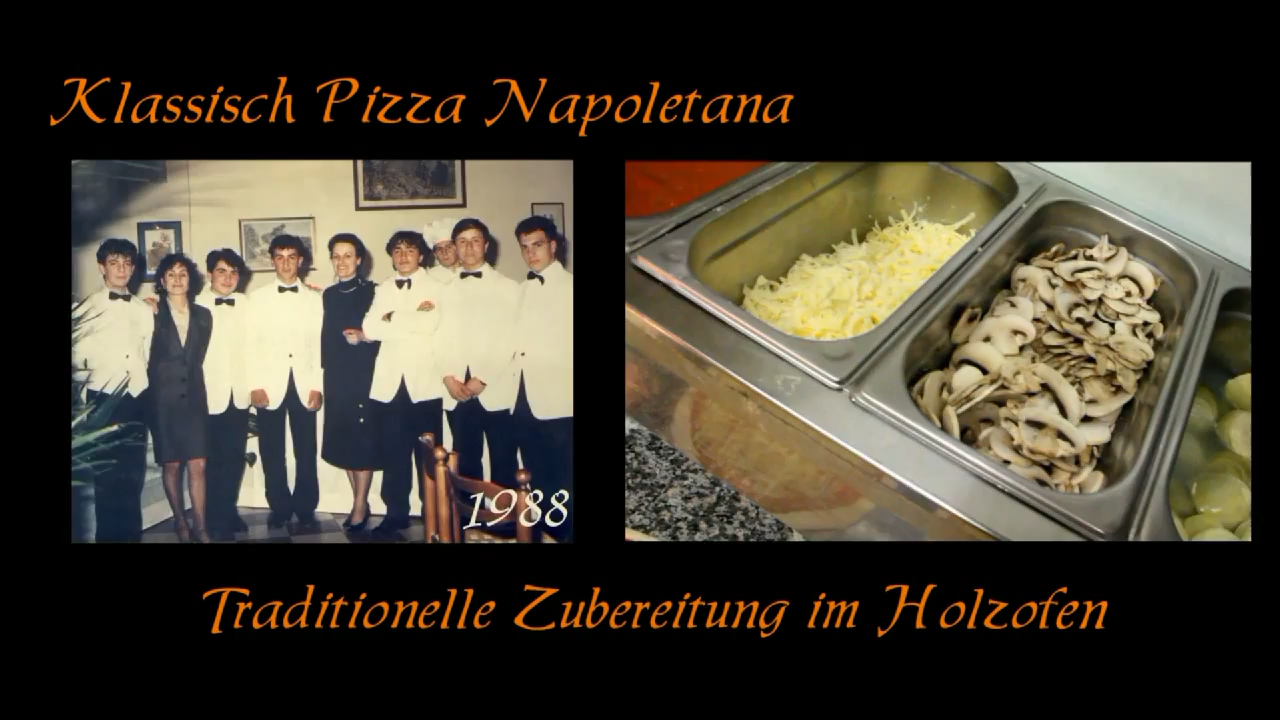 Klassisch Pizza Napoletana
1988
Traditionelle Zubereitung im Holzofen